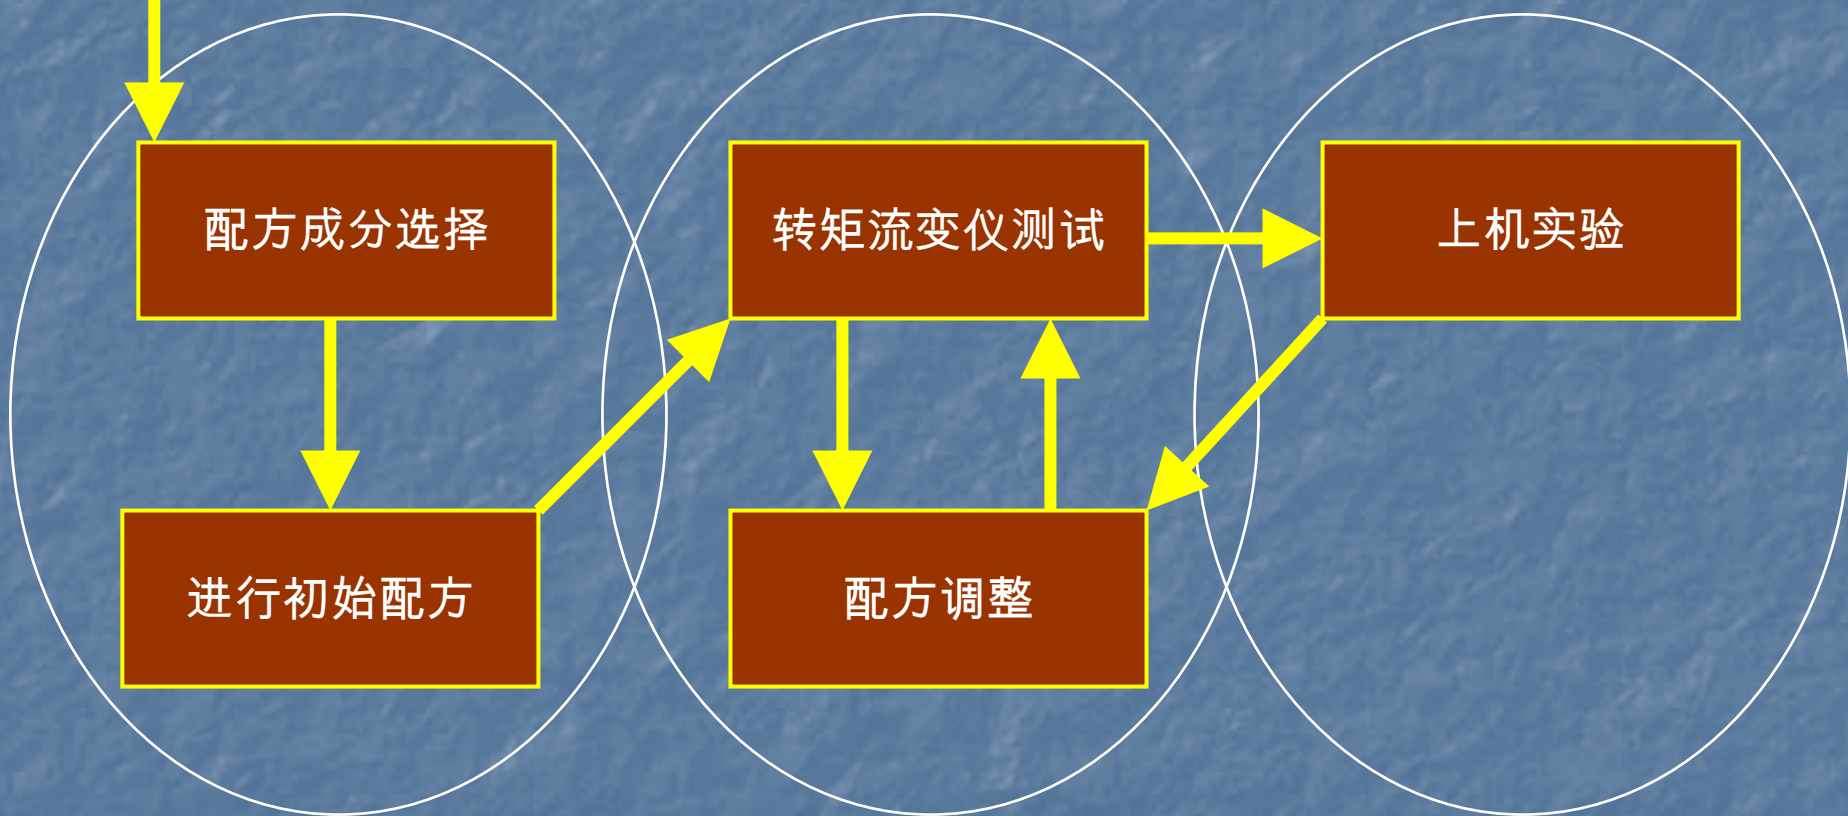 配方成分选择
转矩流变仪测试
上机实验
进行初始配方
配方调整